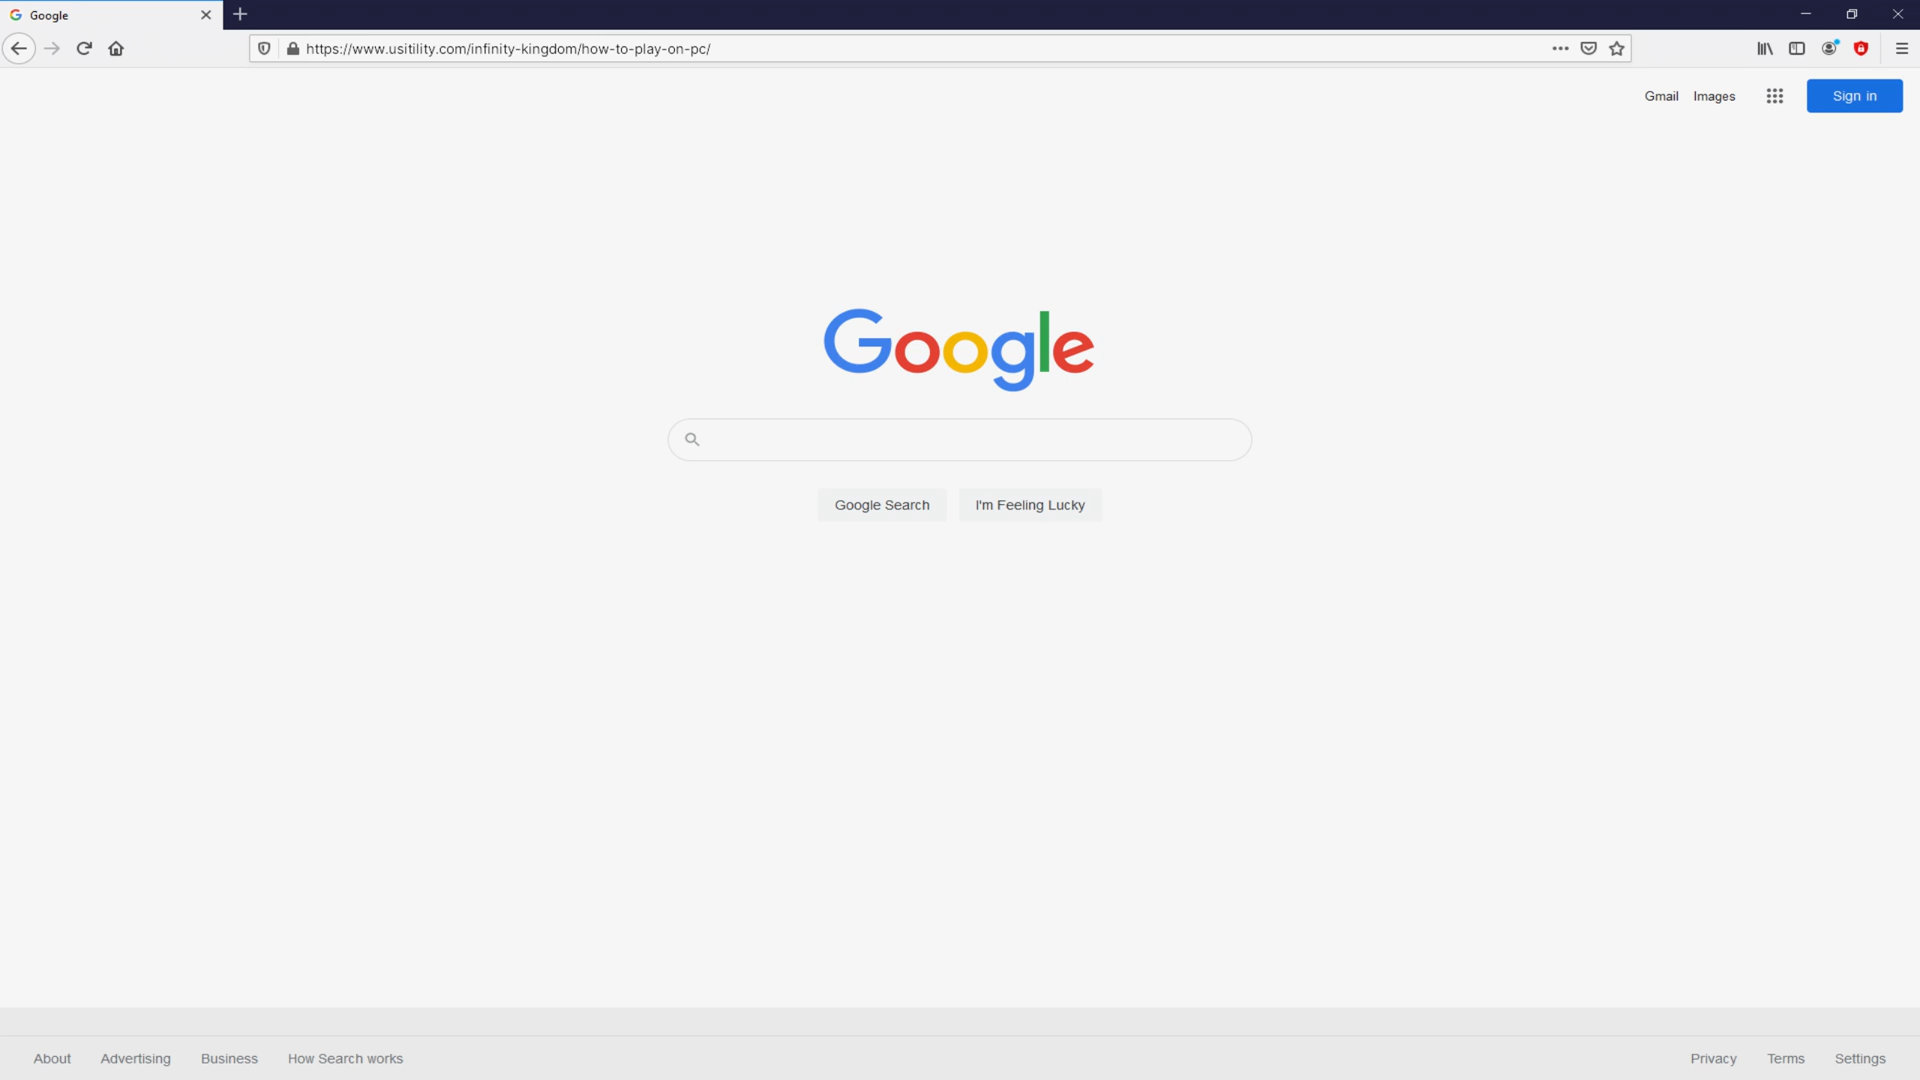 Google
https://www.usitility.com/infinity-kingdom/how-to-play-on-pc/
Gmail Images Sign in
Google
Google Search I'm Feeling Lucky
About Advertising Business How Search works Privacy Terms Settings